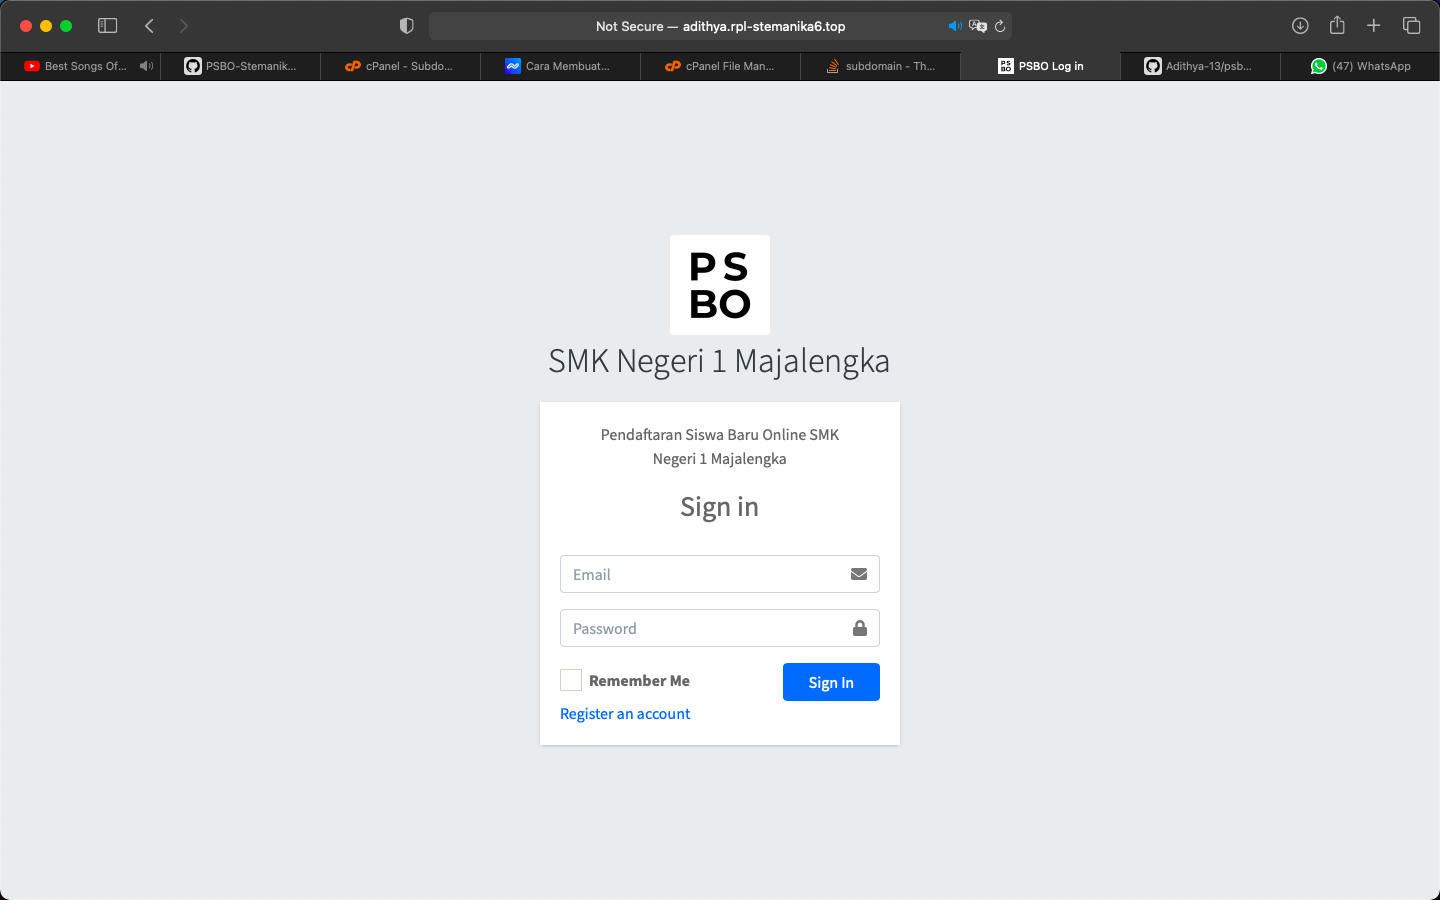 Not Secure — adithya.rpl-stemanika6.top
Best Songs Of...
PSBO-Stemanik...
cPanel - Subdo...
Cara Membuat...
cPanel File Man...
subdomain - Th...
PSBO Log in
Adithya-13/psb...
(47) WhatsApp
PS
BO
SMK Negeri 1 Majalengka
Pendaftaran Siswa Baru Online SMK
Negeri 1 Majalengka
Sign in
Email
Password
Remember Me
Sign In
Register an account